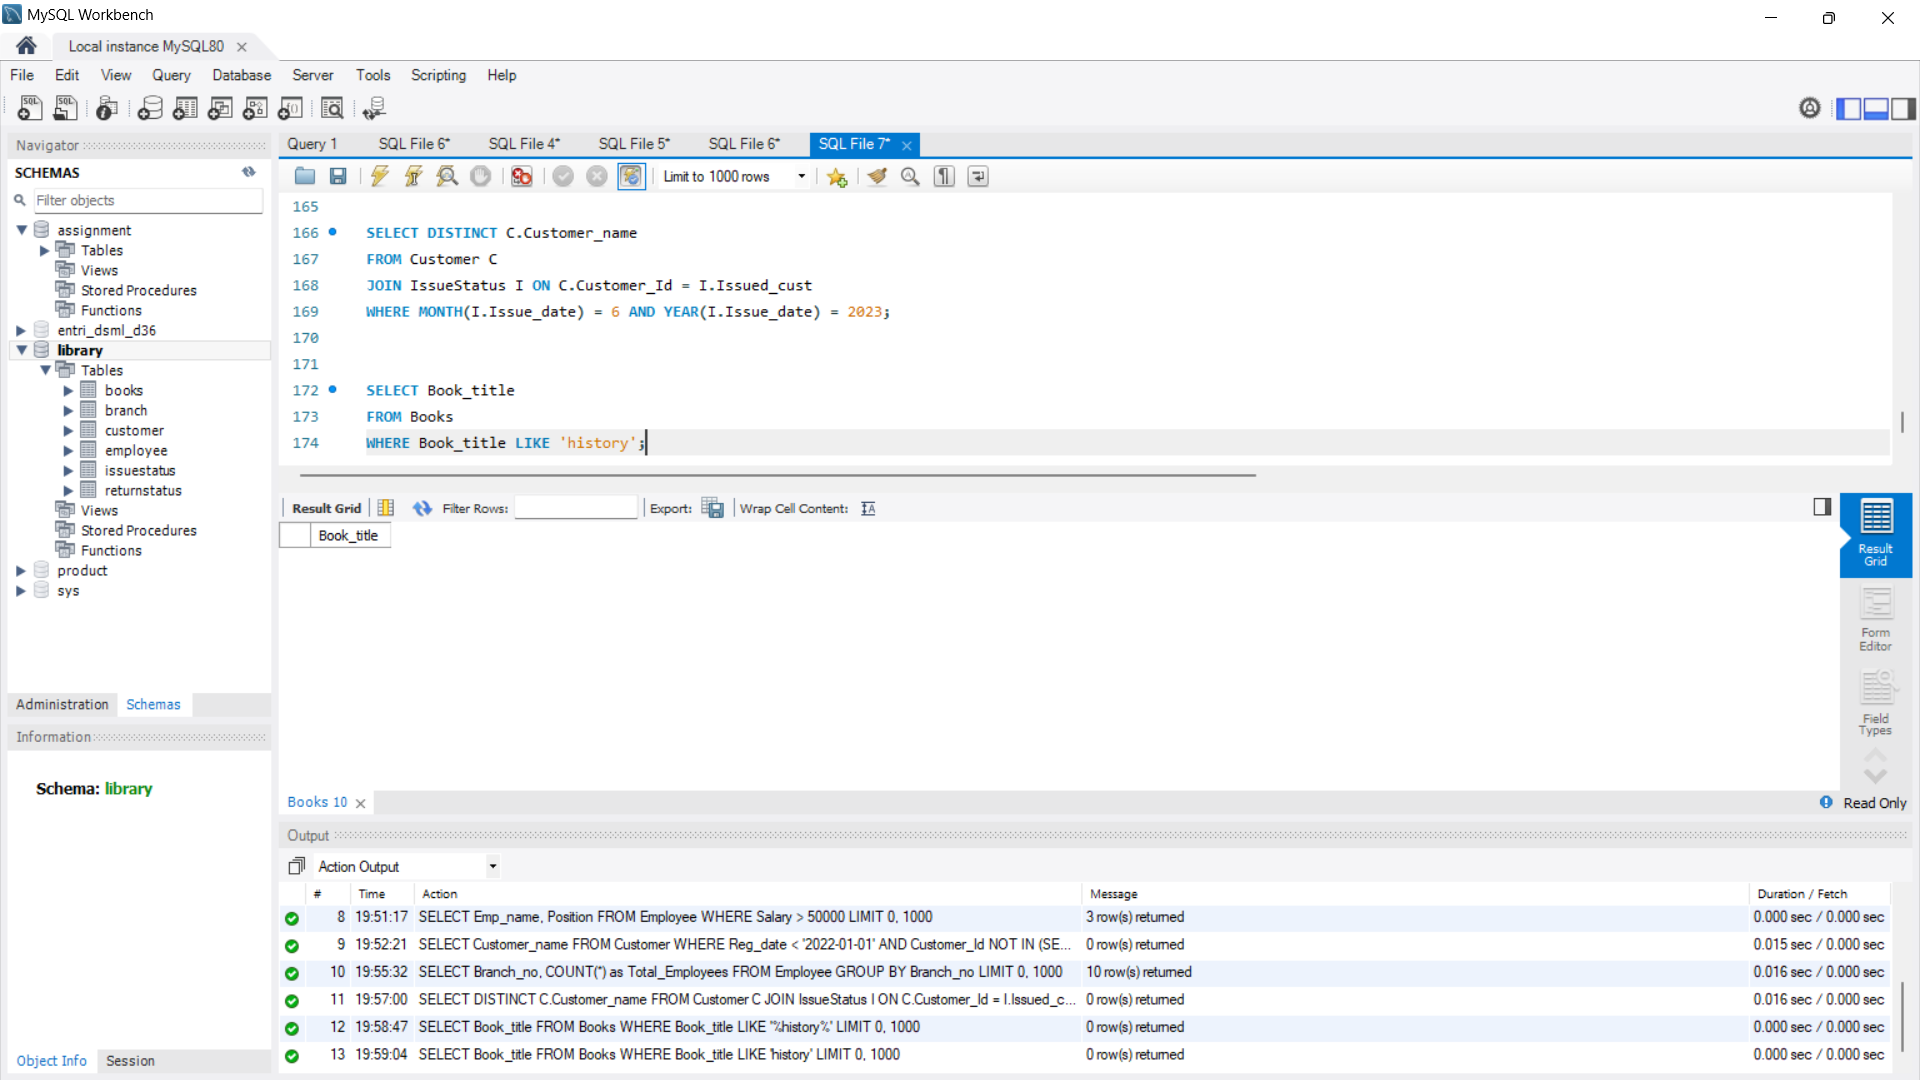 MySQL Workbench
Local instance MySQL80
File Edit View Query Database Server Tools Scripting Help
Navigator
SCHEMAS
Filter objects
assignment
Tables
Views
Stored Procedures
Functions
entri_dsml_d36
library
Tables
books
branch
customer
employee
issuestatus
returnstatus
Views
Stored Procedures
Functions
product
sys
Administration Schemas
Information
Schema: library
Object Info Session
Query 1 SQL File 6* SQL File 4* SQL File 5* SQL File 6* SQL File 7*
Limit to 1000 rows
165
166 SELECT DISTINCT C.Customer_name
167 FROM Customer C
168 JOIN IssueStatus I ON C.Customer_Id = I.Issued_cust
169 WHERE MONTH(I.Issue_date) = 6 AND YEAR(I.Issue_date) = 2023;
170
171
172 SELECT Book_title
173 FROM Books
174 WHERE Book_title LIKE 'history';
Result Grid Filter Rows: Export: Wrap Cell Content:
Book_title
Result
Grid
Form
Editor
Field
Types
Books 10
Read Only
Output
Action Output
# Time Action Message Duration / Fetch
8 19:51:17 SELECT Emp_name, Position FROM Employee WHERE Salary > 50000 LIMIT 0, 1000 3 row(s) returned 0.000 sec / 0.000 sec
9 19:52:21 SELECT Customer_name FROM Customer WHERE Reg_date < '2022-01-01' AND Customer_Id NOT IN (SE... 0 row(s) returned 0.015 sec / 0.000 sec
10 19:55:32 SELECT Branch_no, COUNT(*) as Total_Employees FROM Employee GROUP BY Branch_no LIMIT 0, 1000 10 row(s) returned 0.016 sec / 0.000 sec
11 19:57:00 SELECT DISTINCT C.Customer_name FROM Customer C JOIN IssueStatus I ON C.Customer_Id = I.Issued_c... 0 row(s) returned 0.016 sec / 0.000 sec
12 19:58:47 SELECT Book_title FROM Books WHERE Book_title LIKE '%history%' LIMIT 0, 1000 0 row(s) returned 0.000 sec / 0.000 sec
13 19:59:04 SELECT Book_title FROM Books WHERE Book_title LIKE 'history' LIMIT 0, 1000 0 row(s) returned 0.000 sec / 0.000 sec